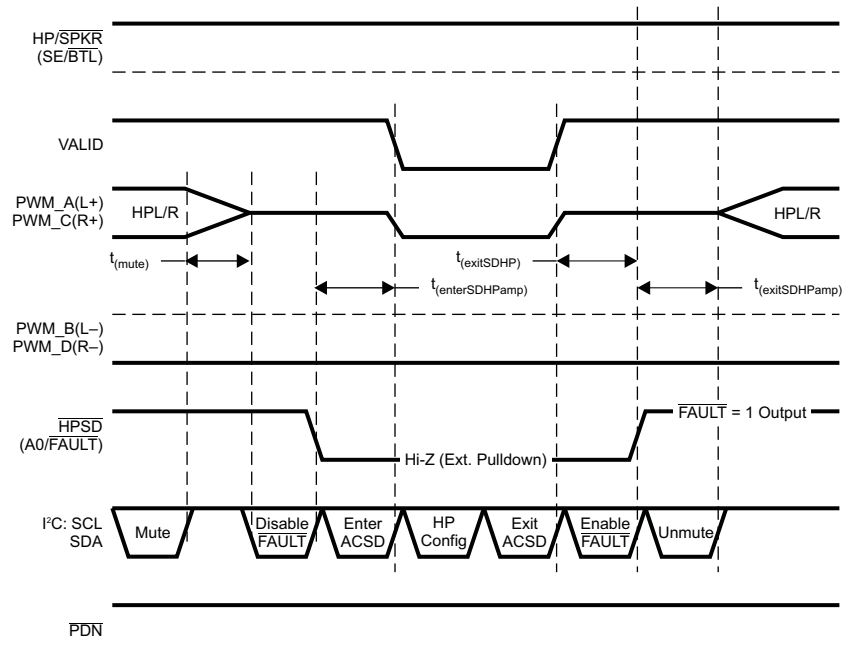 HP/SPKR
(SE/BTL)
VALID
PWM_A(L+)
PWM_C(R+)
HPL/R
HPL/R
t(mute)
t(exitSDHP)
t(enterSDHPamp)
t(exitSDHPamp)
PWM_B(L–)
PWM_D(R–)
HPSD
(A0/FAULT)
FAULT = 1 Output
Hi-Z (Ext. Pulldown)
I²C: SCL
SDA
Mute
Disable
FAULT
Enter
ACSD
HP
Config
Exit
ACSD
Enable
FAULT
Unmute
PDN